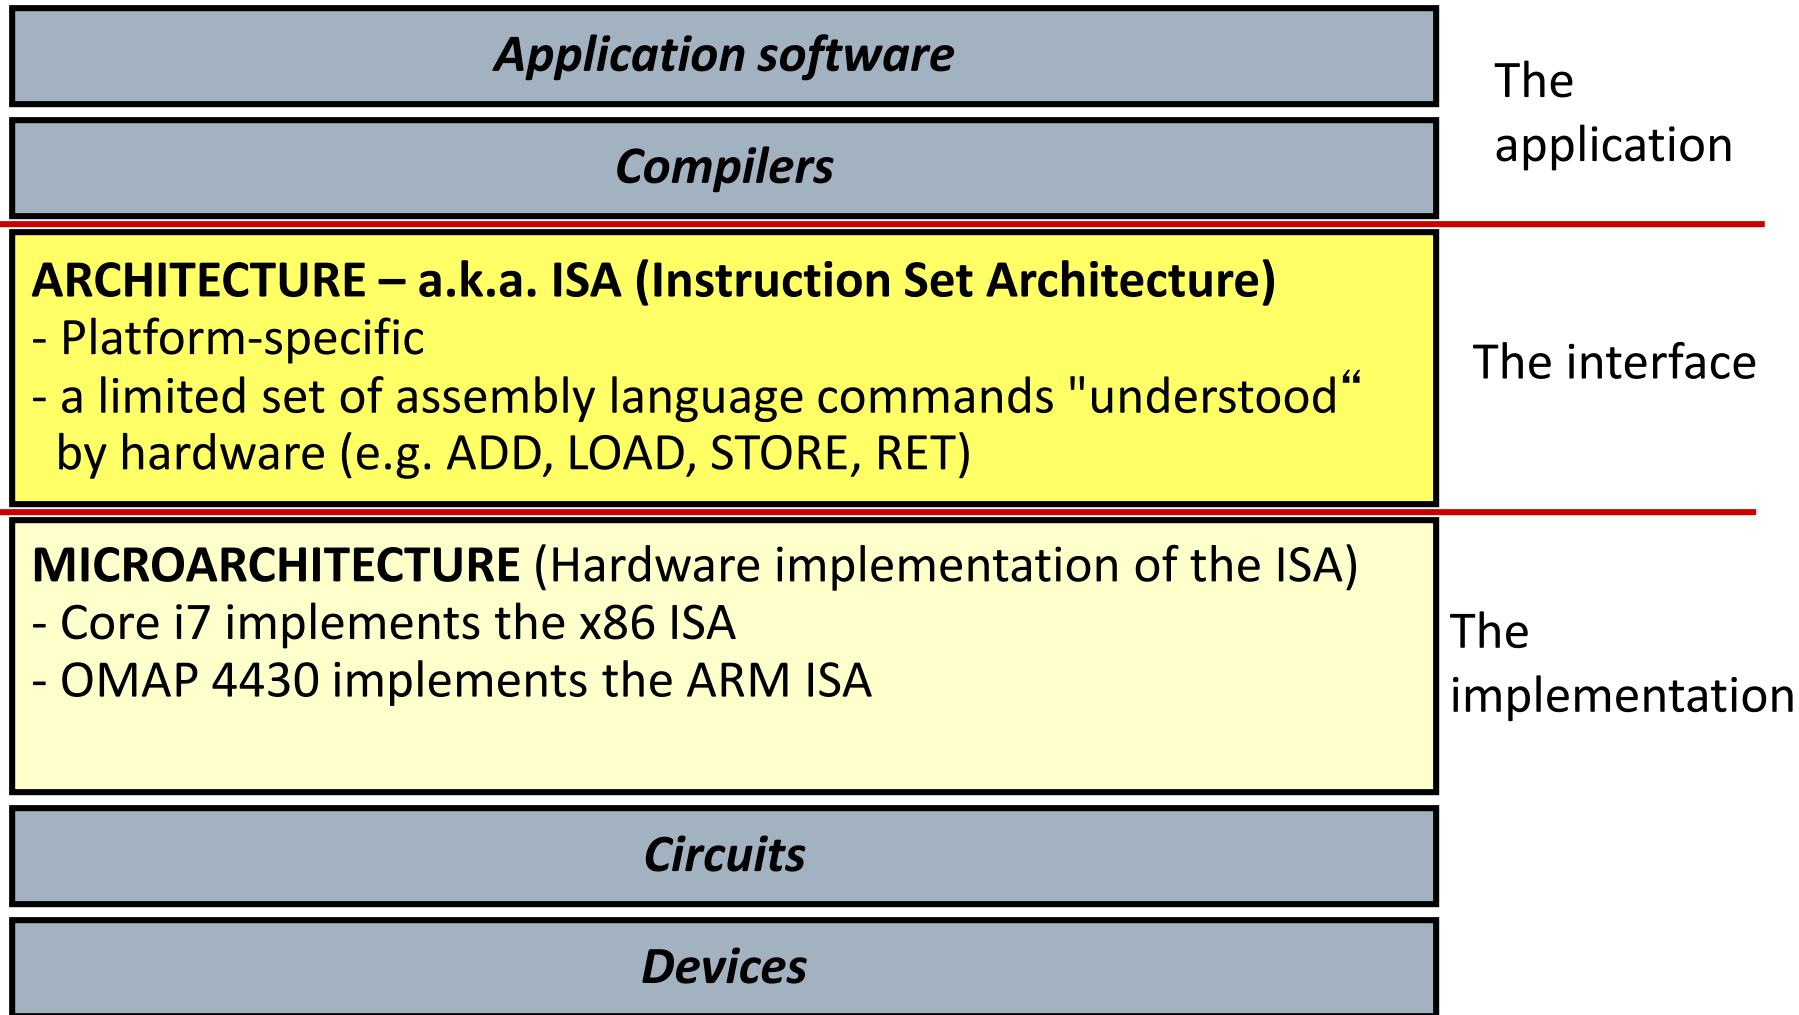 Application software
The
application
Compilers
ARCHITECTURE – a.k.a. ISA (Instruction Set Architecture)
- Platform-specific
- a limited set of assembly language commands "understood“
by hardware (e.g. ADD, LOAD, STORE, RET)
The interface
MICROARCHITECTURE (Hardware implementation of the ISA)
- Core i7 implements the x86 ISA
- OMAP 4430 implements the ARM ISA
The
implementation
Circuits
Devices